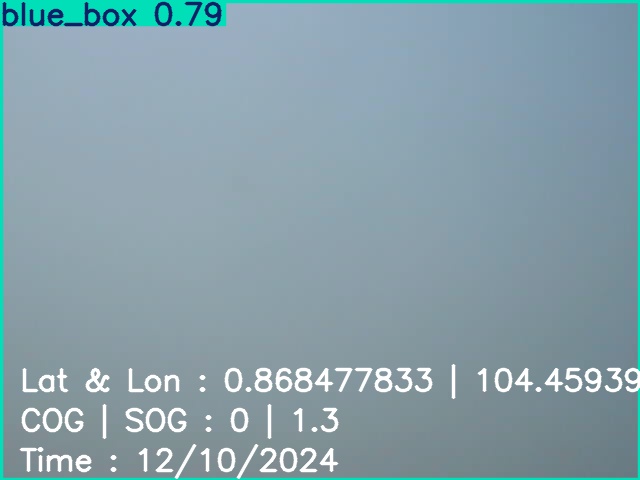 blue_box 0.79
Lat & Lon : 0.868477833 | 104.45939
COG | SOG : 0 | 1.3
Time : 12/10/2024